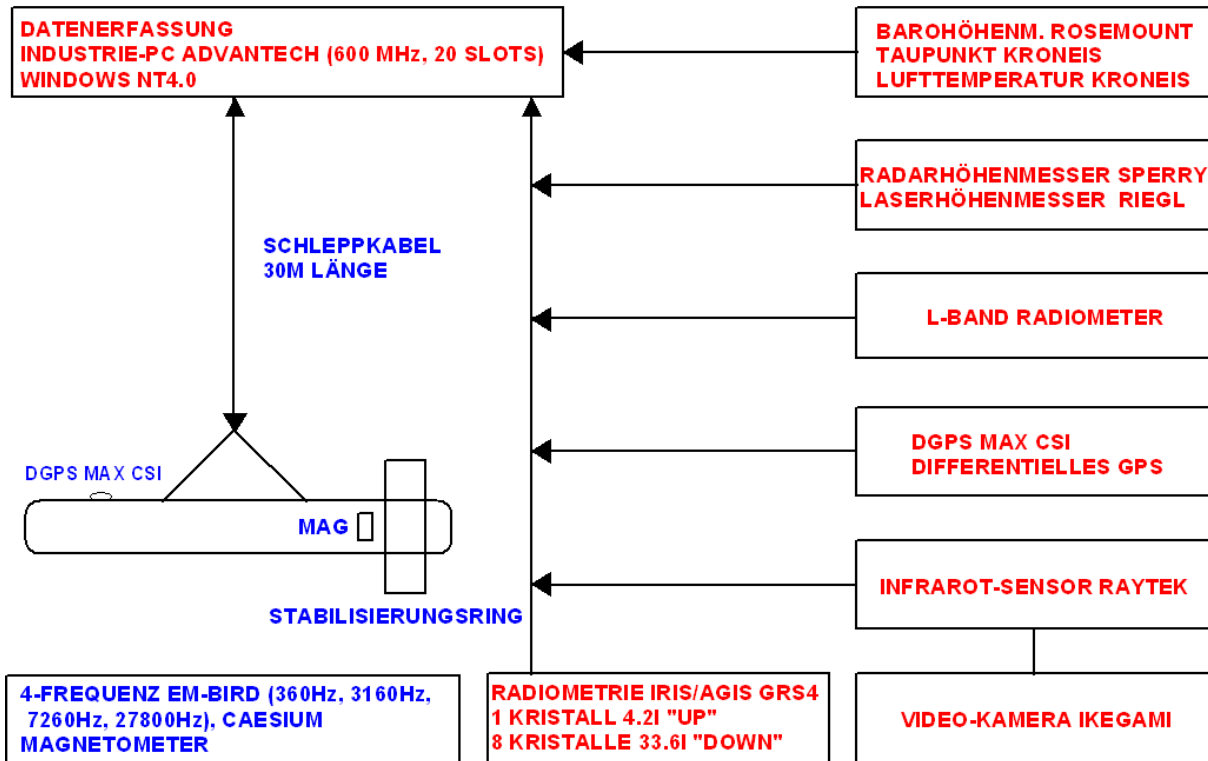 DATENERFASSUNG
INDUSTRIE-PC ADVANTECH (600 MHz, 20 SLOTS)
WINDOWS NT4.0
BAROHÖHENM. ROSEMOUNT
TAUPUNKT KRONEIS
LUFTTEMPERATUR KRONEIS
RADARHÖHENMESSER SPERRY
LASERHÖHENMESSER RIEGL
SCHLEPPKABEL
30M LÄNGE
L-BAND RADIOMETER
DGPS MAX CSI
DIFFERENTIELLES GPS
DGPS MAX CSI
MAG
STABILISIERUNGSRING
INFRAROT-SENSOR RAYTEK
4-FREQUENZ EM-BIRD (360Hz, 3160Hz,
7260Hz, 27800Hz), CAESIUM
MAGNETOMETER
RADIOMETRIE IRIS/AGIS GRS4
1 KRISTALL 4.2l "UP"
8 KRISTALLE 33.6l "DOWN"
VIDEO-KAMERA IKEGAMI